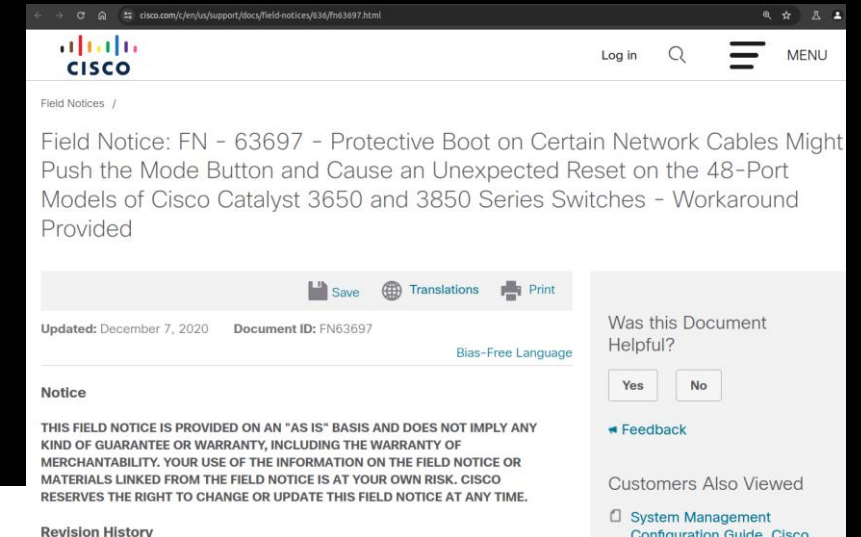 cisco.com/c/en/us/support/docs/field-notices/636/fn63697.html
CISCO
Log in
MENU
Field Notices /
Field Notice: FN - 63697 - Protective Boot on Certain Network Cables Might
Push the Mode Button and Cause an Unexpected Reset on the 48-Port
Models of Cisco Catalyst 3650 and 3850 Series Switches - Workaround
Provided
Save Translations Print
Updated: December 7, 2020 Document ID: FN63697
Bias-Free Language
Notice
THIS FIELD NOTICE IS PROVIDED ON AN "AS IS" BASIS AND DOES NOT IMPLY ANY
KIND OF GUARANTEE OR WARRANTY, INCLUDING THE WARRANTY OF
MERCHANTABILITY. YOUR USE OF THE INFORMATION ON THE FIELD NOTICE OR
MATERIALS LINKED FROM THE FIELD NOTICE IS AT YOUR OWN RISK. CISCO
RESERVES THE RIGHT TO CHANGE OR UPDATE THIS FIELD NOTICE AT ANY TIME.
Revision History
Was this Document
Helpful?
Yes No
Feedback
Customers Also Viewed
System Management
Configuration Guide, Cisco